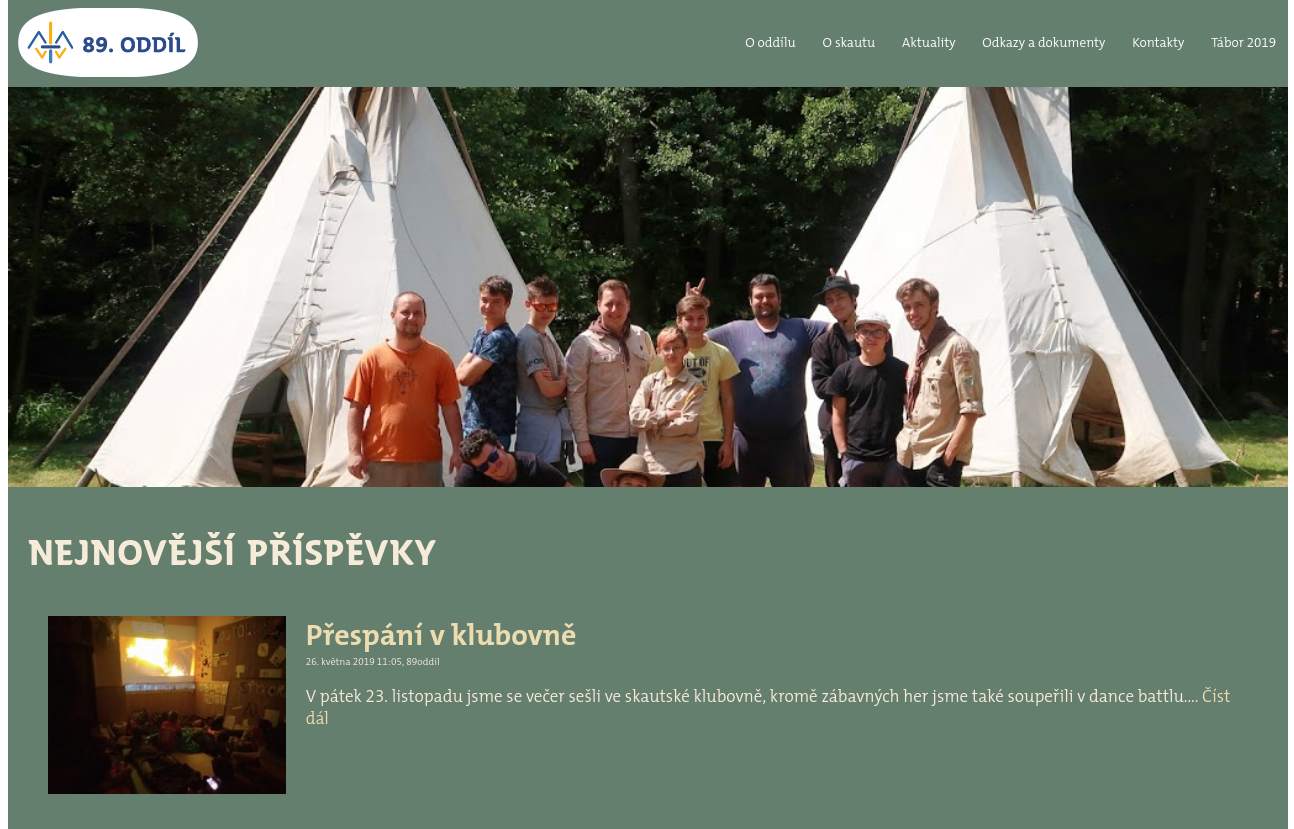 89. ODDÍL
O oddílu O skautu Aktuality Odkazy a dokumenty Kontakty Tábor 2019
NEJNOVĚJŠÍ PŘÍSPĚVKY
Přespání v klubovně
26. května 2019 11:05, 89oddíl
V pátek 23. listopadu jsme se večer sešli ve skautské klubovně, kromě zábavných her jsme také soupeřili v dance battlu.... Číst
dál